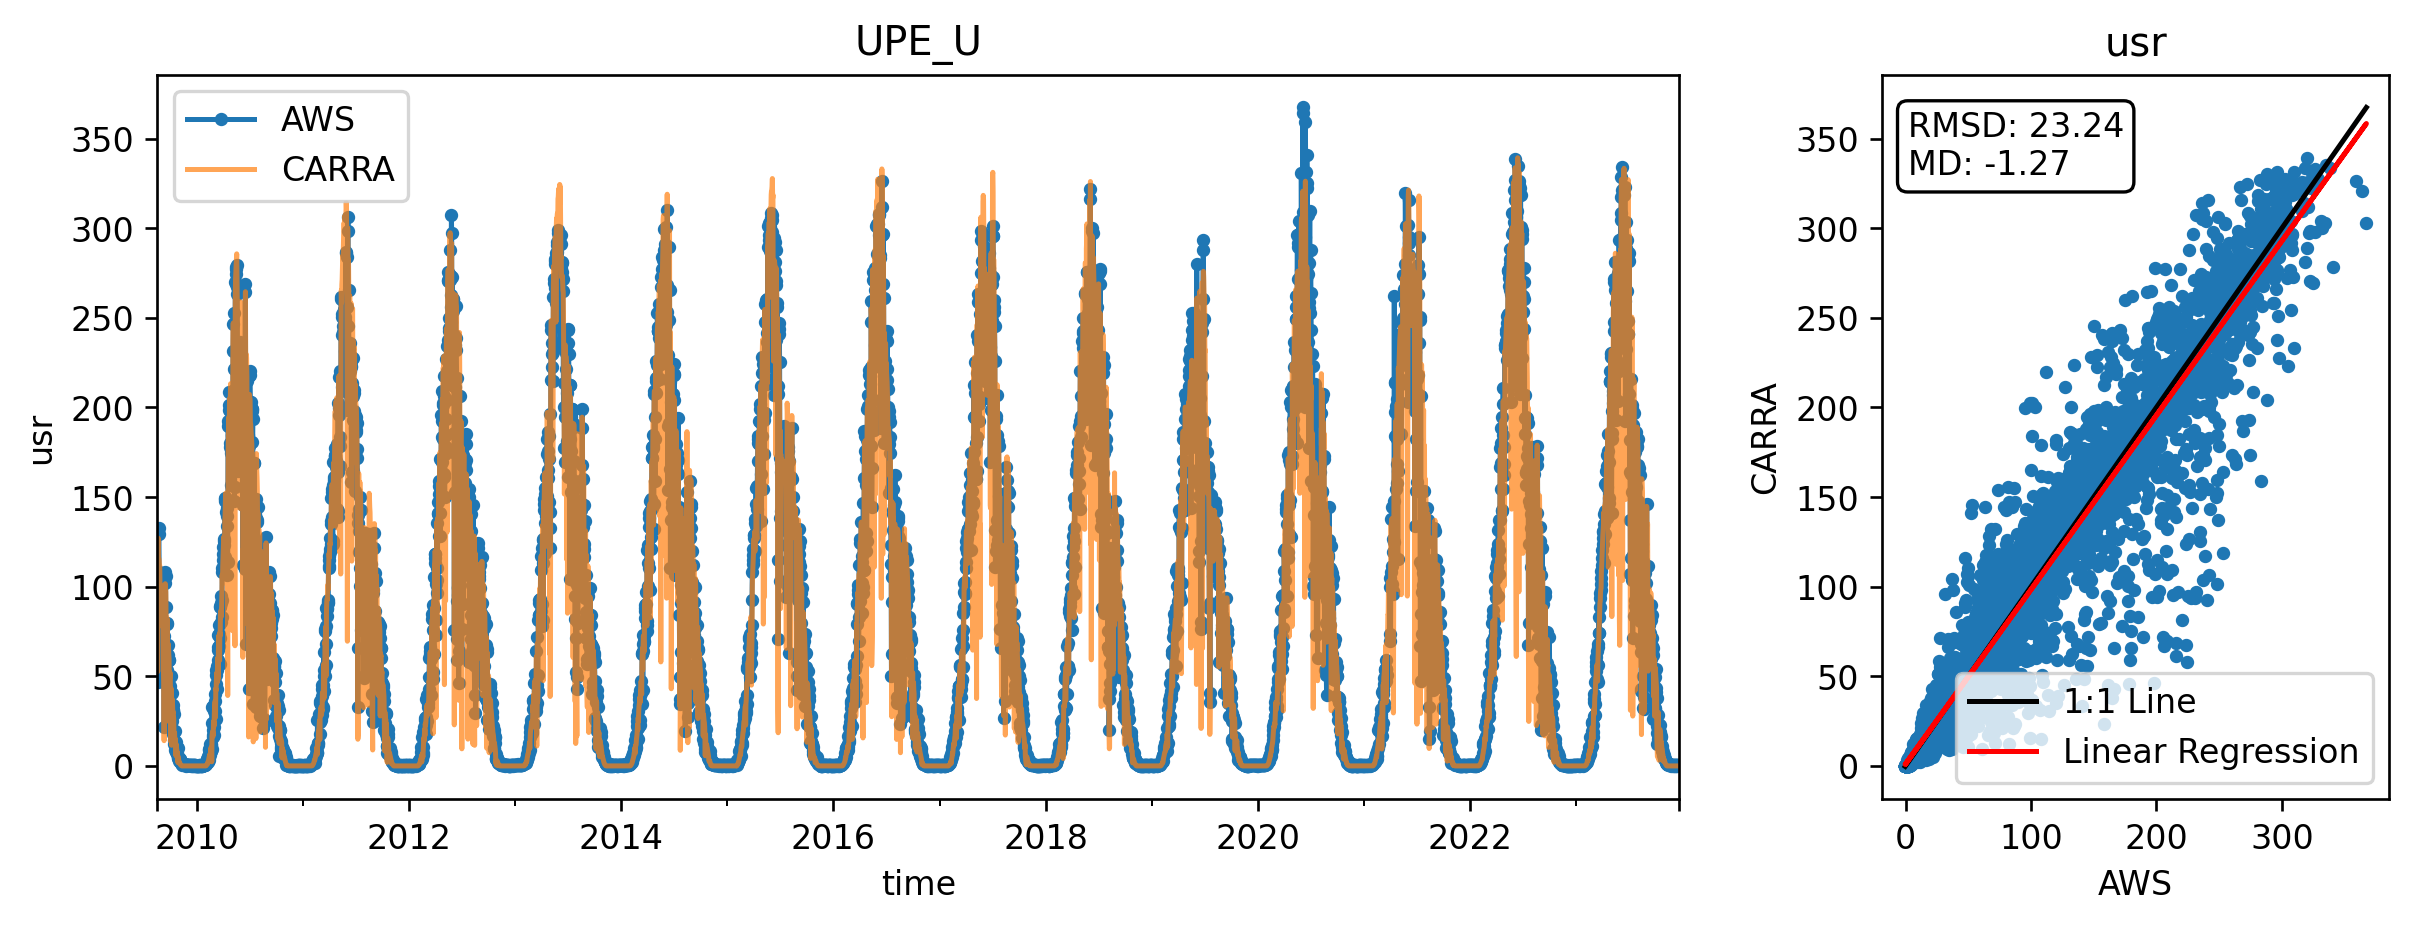 UPE_U
AWS
CARRA
350
300
250
200
150
100
50
0
usr
2010 2012 2014 2016 2018 2020 2022
time
usr
RMSD: 23.24
MD: -1.27
350
300
250
200
150
100
50
0
CARRA
1:1 Line
Linear Regression
0 100 200 300
AWS